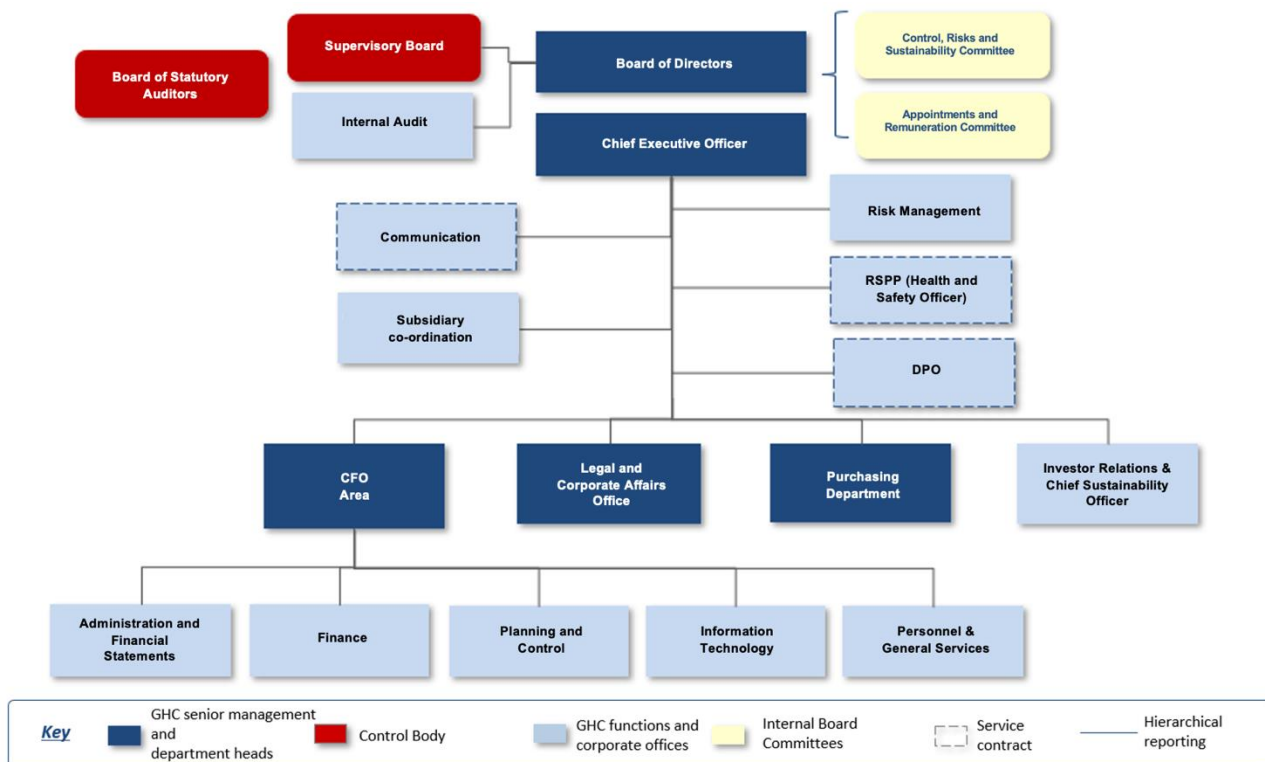 Supervisory Board
Board of Directors
Control, Risks and
Sustainability Committee
Board of Statutory
Auditors
Internal Audit
Appointments and
Remuneration Committee
Chief Executive Officer
Risk Management
Communication
RSPP (Health and
Safety Officer)
Subsidiary
co-ordination
DPO
CFO
Area
Legal and
Corporate Affairs
Office
Purchasing
Department
Investor Relations &
Chief Sustainability
Officer
Administration and
Financial
Statements
Finance
Planning and
Control
Information
Technology
Personnel &
General Services
Key
GHC senior management
and
department heads
Control Body
GHC functions and
corporate offices
Internal Board
Committees
Service
contract
Hierarchical
reporting